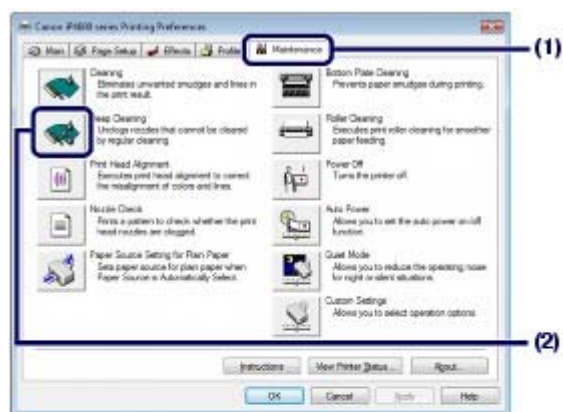 Canon iP4600 series Printing Preferences
Main Page Setup Effects Profile Maintenance
(1)
Cleaning
Eliminates unwanted smudges and lines in
the print result.
Bottom Plate Cleaning
Prevents paper smudges during printing.
Deep Cleaning
Unclogs nozzles that cannot be cleared
by regular cleaning.
Roller Cleaning
Executes print roller cleaning for smoother
paper feeding.
Print Head Alignment
Executes print head alignment to correct
the misalignment of colors and lines.
Power Off
Turns the printer off.
Nozzle Check
Prints a pattern to check whether the print
head nozzles are clogged.
Auto Power
Allows you to set the auto power on/off
function.
Paper Source Setting for Plain Paper
Sets paper source for plain paper when
Paper Source is Automatically Select.
Quiet Mode
Allows you to reduce the operating noise
for night or silent situations.
Custom Settings
Allows you to select operation options.
(2)
Instructions View Printer Status... About...
OK Cancel Apply Help